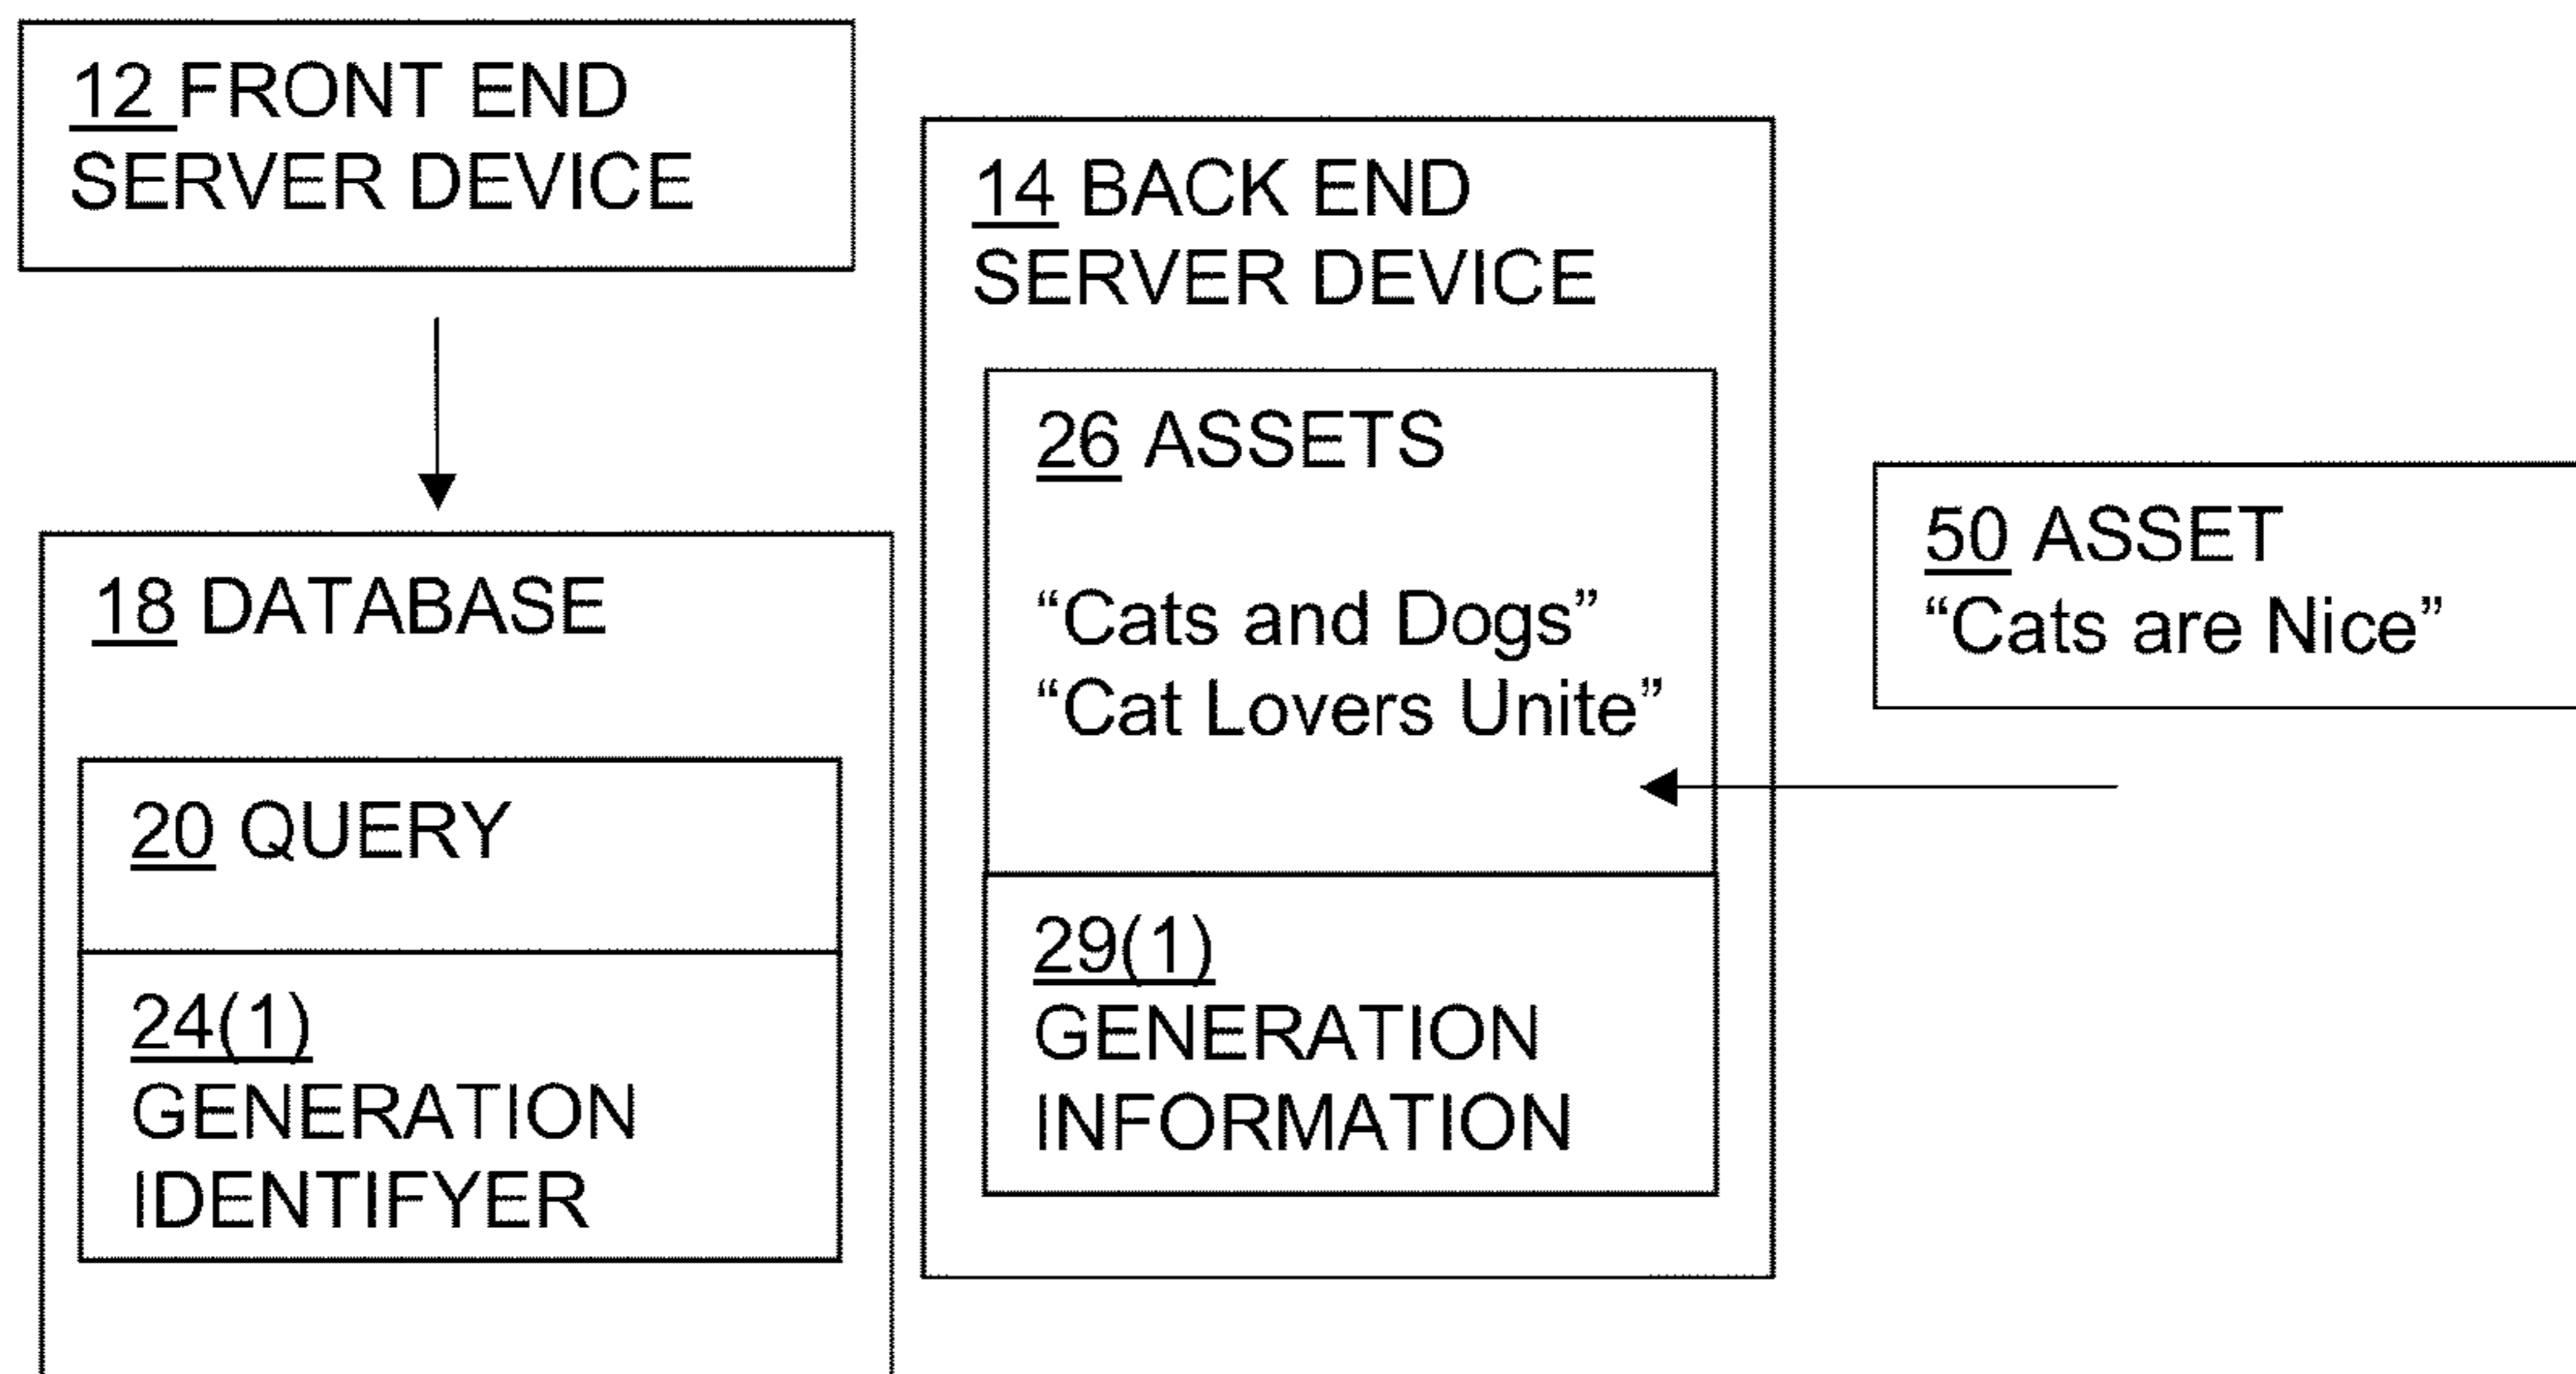 12 FRONT END
SERVER DEVICE
18 DATABASE
20 QUERY
24(1)
GENERATION
IDENTIFYER
14 BACK END
SERVER DEVICE
26 ASSETS
“Cats and Dogs”
“Cat Lovers Unite”
29(1)
GENERATION
INFORMATION
50 ASSET
“Cats are Nice”